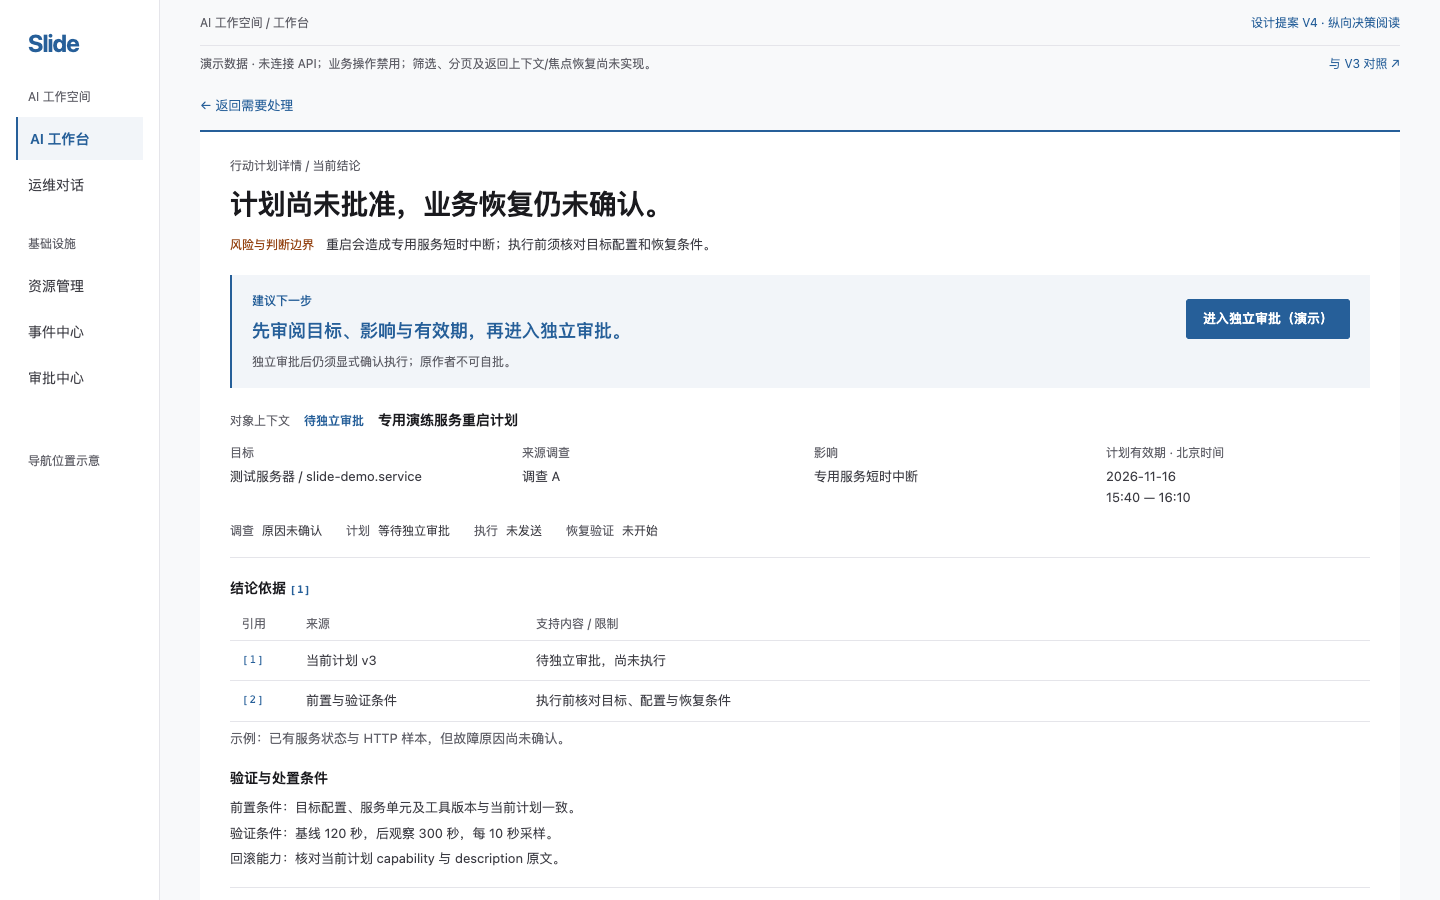 Slide
AI 工作空间
AI 工作台
运维对话
基础设施
资源管理
事件中心
审批中心
导航位置示意
AI 工作空间 / 工作台
设计提案 V4 · 纵向决策阅读
演示数据 · 未连接 API；业务操作禁用；筛选、分页及返回上下文/焦点恢复尚未实现。
与 V3 对照 ↗
← 返回需要处理
行动计划详情 / 当前结论
计划尚未批准，业务恢复仍未确认。
风险与判断边界 重启会造成专用服务短时中断；执行前须核对目标配置和恢复条件。
建议下一步
先审阅目标、影响与有效期，再进入独立审批。
独立审批后仍须显式确认执行；原作者不可自批。
进入独立审批（演示）
对象上下文 待独立审批 专用演练服务重启计划
目标
测试服务器 / slide-demo.service
来源调查
调查 A
影响
专用服务短时中断
计划有效期 · 北京时间
2026-11-16
15:40 — 16:10
调查 原因未确认 计划 等待独立审批 执行 未发送 恢复验证 未开始
结论依据 [1]
引用 来源 支持内容 / 限制
[1] 当前计划 v3 待独立审批，尚未执行
[2] 前置与验证条件 执行前核对目标、配置与恢复条件
示例：已有服务状态与 HTTP 样本，但故障原因尚未确认。
验证与处置条件
前置条件：目标配置、服务单元及工具版本与当前计划一致。
验证条件：基线 120 秒，后观察 300 秒，每 10 秒采样。
回滚能力：核对当前计划 capability 与 description 原文。